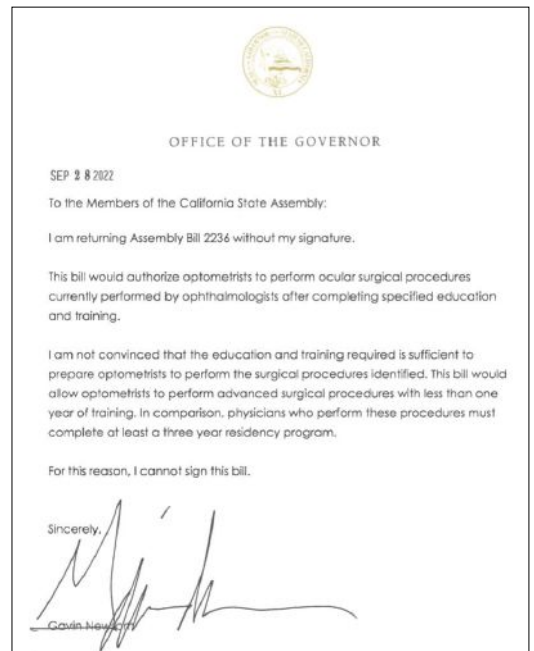 OFFICE OF THE GOVERNOR
SEP 28 2022
To the Members of the California State Assembly:
I am returning Assembly Bill 2236 without my signature.
This bill would authorize optometrists to perform ocular surgical procedures
currently performed by ophthalmologists after completing specified education
and training.
I am not convinced that the education and training required is sufficient to
prepare optometrists to perform the surgical procedures identified. This bill would
allow optometrists to perform advanced surgical procedures with less than one
year of training. In comparison, physicians who perform these procedures must
complete at least a three year residency program.
For this reason, I cannot sign this bill.
Sincerely,
Gavin Newsom